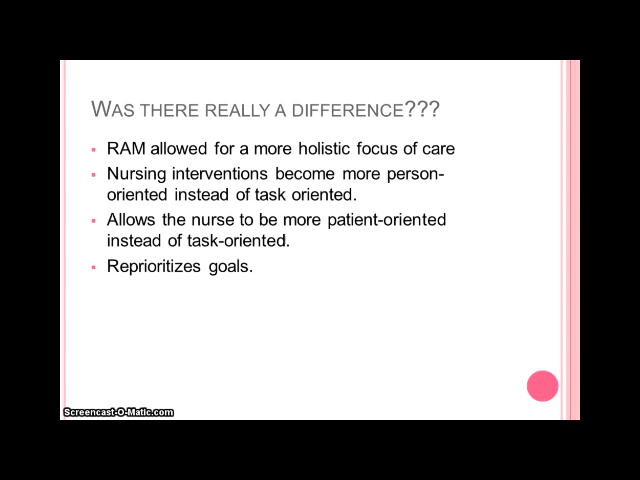 WAS THERE REALLY A DIFFERENCE???
RAM allowed for a more holistic focus of care
Nursing interventions become more person-
oriented instead of task oriented.
Allows the nurse to be more patient-oriented
instead of task-oriented.
Reprioritizes goals.
Screencast-O-Matic.com